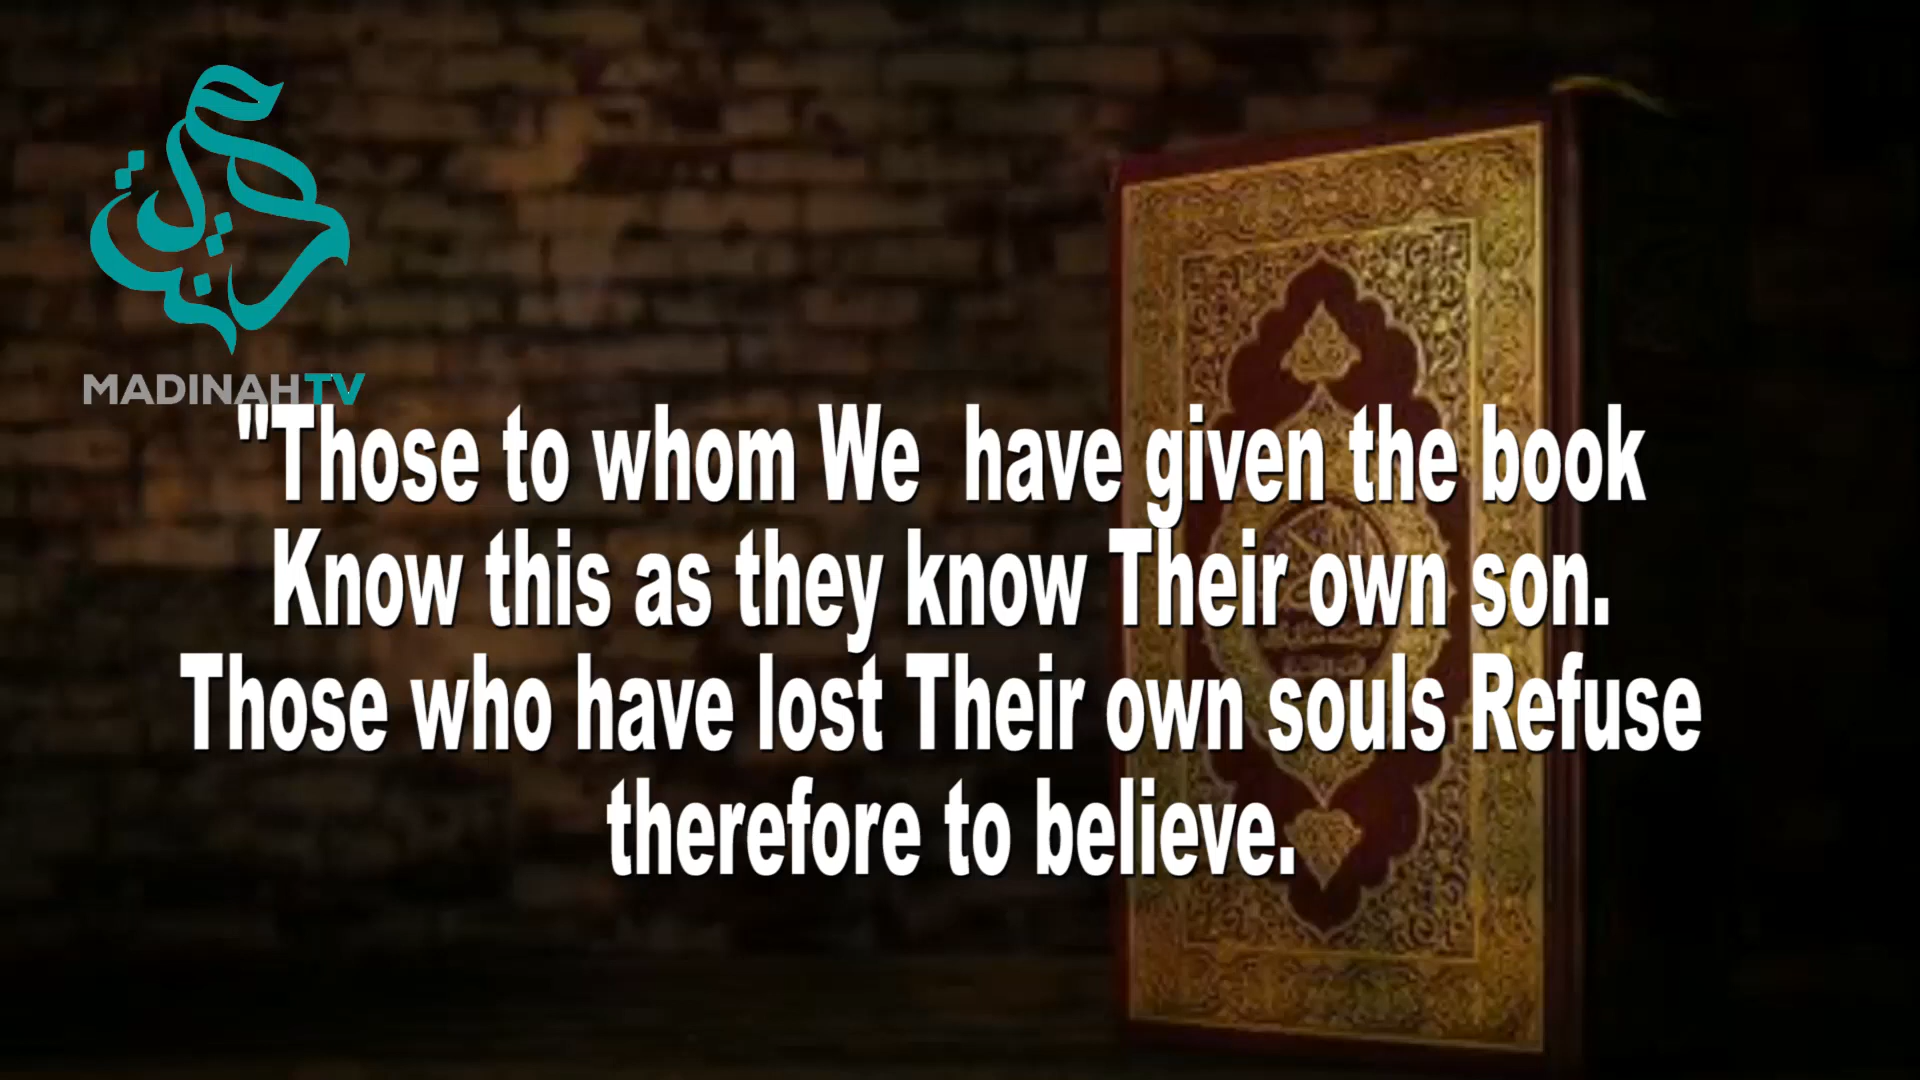 MADINAHTV
"Those to whom We  have given the book
Know this as they know Their own son.
Those who have lost Their own souls Refuse
therefore to believe.